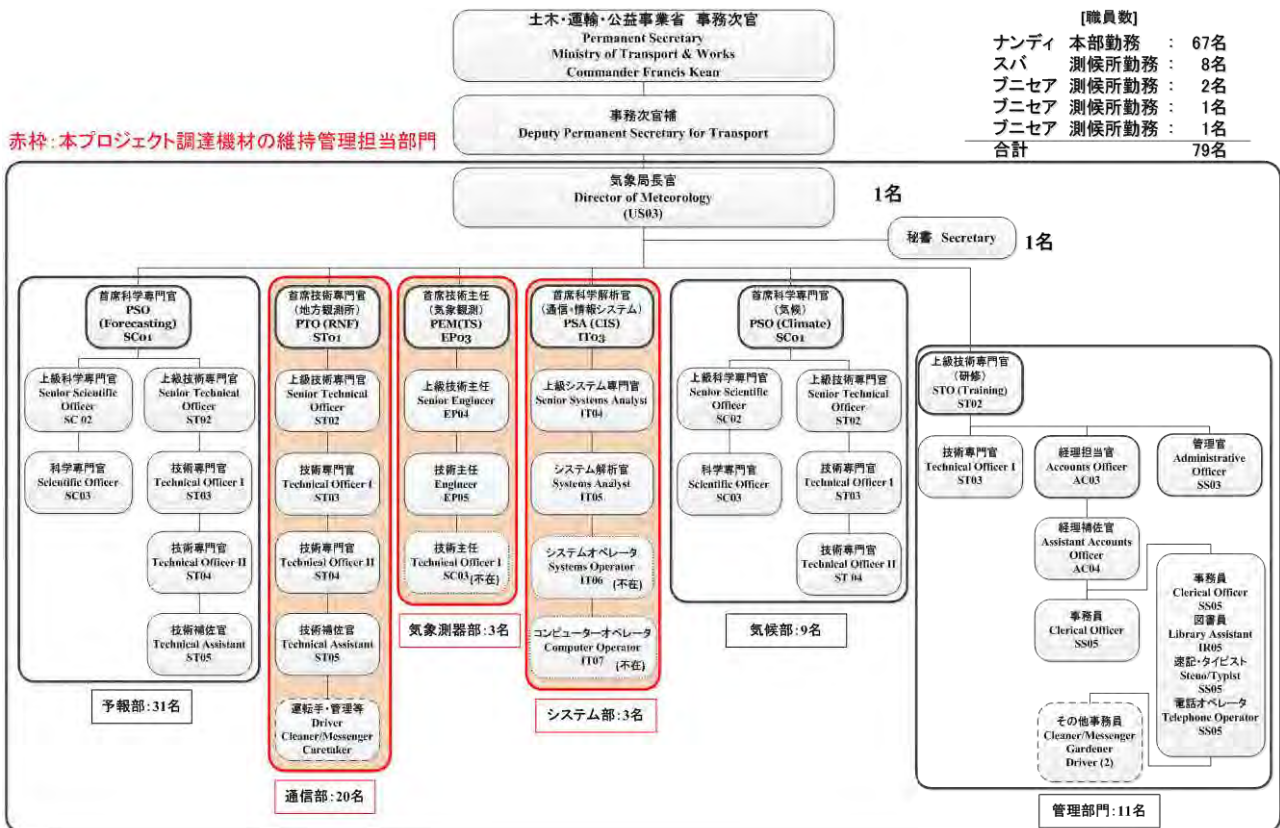 土木・運輸・公益事業省 事務次官
Permanent Secretary
Ministry of Transport & Works
Commander Francis Kean
[職員数]
ナンディ 本部勤務 : 67名
スバ 測候所勤務 : 8名
ブニセア 測候所勤務 : 2名
ブニセア 測候所勤務 : 1名
ブニセア 測候所勤務 : 1名
合計 79名
事務次官補
Deputy Permanent Secretary for Transport
赤枠:本プロジェクト調達機材の維持管理担当部門
気象局長官
Director of Meteorology
(US03)
1名
秘書 Secretary
1名
首席科学専門官
PSO
(Forecasting)
SC01
上級科学専門官
Senior Scientific
Officer
SC 02
科学専門官
Scientific Officer
SC03
上級技術専門官
Senior Technical
Officer
ST02
技術専門官
Technical Officer I
ST03
技術専門官
Technical Officer II
ST04
技術補佐官
Technical Assistant
ST05
予報部:31名
首席技術専門官
(地方観測所)
PTO (RNF)
ST01
上級技術専門官
Senior Technical
Officer
ST02
技術専門官
Technical Officer I
ST03
技術専門官
Technical Officer II
ST04
技術補佐官
Technical Assistant
ST05
運転手・管理等
Driver
Cleaner/Messenger
Caretaker
通信部:20名
首席技術主任
(気象観測)
PEM(TS)
EP03
上級技術主任
Senior Engineer
EP04
技術主任
Engineer
EP05
技術主任
Technical Officer I
SC03(不在)
気象測器部:3名
首席科学解析官
(通信・情報システム)
PSA (CIS)
IT03
上級システム専門官
Senior Systems Analyst
IT04
システム解析官
Systems Analyst
IT05
システムオペレータ
Systems Operator
IT06 (不在)
コンピューターオペレータ
Computer Operator
IT07 (不在)
システム部:3名
首席科学専門官
(気候)
PSO (Climate)
SC01
上級科学専門官
Senior Scientific
Officer
SC02
科学専門官
Scientific Officer
SC03
上級技術専門官
Senior Technical
Officer
ST02
技術専門官
Technical Officer I
ST03
技術専門官
Technical Officer II
ST 04
気候部:9名
上級技術専門官
(研修)
STO (Training)
ST02
技術専門官
Technical Officer I
ST03
経理担当官
Accounts Officer
AC03
管理官
Administrative
Officer
SS03
経理補佐官
Assistant Accounts
Officer
AC04
事務員
Clerical Officer
SS05
事務員
Clerical Officer
SS05
図書員
Library Assistant
IR05
速記・タイピスト
Steno/Typist
SS05
電話オペレータ
Telephone Operator
SS05
その他事務員
Cleaner/Messenger
Gardener
Driver (2)
管理部門:11名